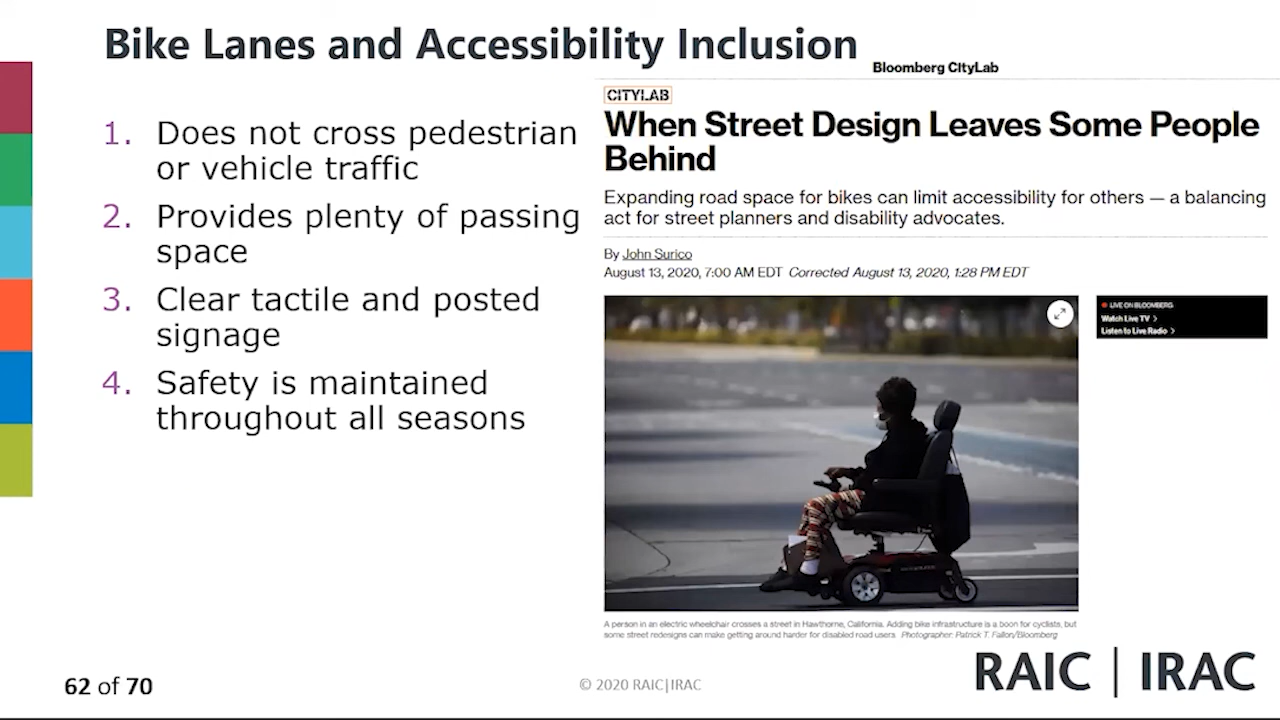 Bike Lanes and Accessibility Inclusion
1. Does not cross pedestrian
or vehicle traffic
2. Provides plenty of passing
space
3. Clear tactile and posted
signage
4. Safety is maintained
throughout all seasons
Bloomberg CityLab
CITYLAB
When Street Design Leaves Some People
Behind
Expanding road space for bikes can limit accessibility for others — a balancing
act for street planners and disability advocates.
By John Surico
August 13, 2020, 7:00 AM EDT Corrected August 13, 2020, 1:28 PM EDT
LIVE ON BLOOMBERG
Watch Live TV >
Listen to Live Radio >
A person in an electric wheelchair crosses a street in Hawthorne, California. Adding bike infrastructure is a boon for cyclists, but
some street redesigns can make getting around harder for disabled road users. Photographer: Patrick T. Fallon/Bloomberg
62 of 70
© 2020 RAIC|IRAC
RAIC | IRAC